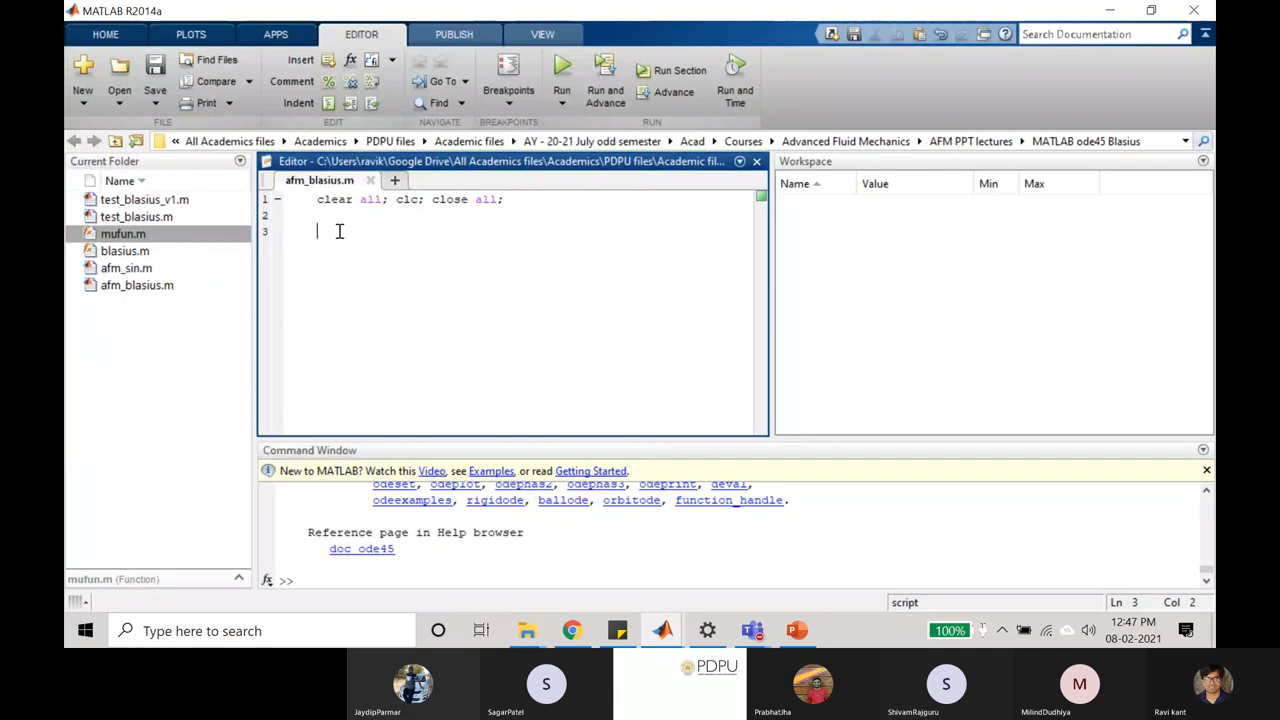 MATLAB R2014a
HOME PLOTS APPS EDITOR PUBLISH VIEW
Search Documentation
New Open Save
Find Files
Compare
Print
FILE
Insert fx
Comment %
Indent
EDIT
Go To
Find
NAVIGATE
Breakpoints
BREAKPOINTS
Run
Run and Advance
Run Section
Advance
Run and Time
RUN
« All Academics files ▸ Academics ▸ PDPU files ▸ Academic files ▸ AY - 20-21 July odd semester ▸ Acad ▸ Courses ▸ Advanced Fluid Mechanics ▸ AFM PPT lectures ▸ MATLAB ode45 Blasius
Current Folder
Name
test_blasius_v1.m
test_blasius.m
mufun.m
blasius.m
afm_sin.m
afm_blasius.m
mufun.m (Function)
Editor - C:\Users\ravik\Google Drive\All Academics files\Academics\PDPU files\Academic fil...
afm_blasius.m
1 – clear all; clc; close all;
2
3
Workspace
Name Value Min Max
Command Window
New to MATLAB? Watch this Video, see Examples, or read Getting Started.
odeset, odeplot, odephas2, odephas3, odeprint, deval,
odeexamples, rigidode, ballode, orbitode, function_handle.
Reference page in Help browser
doc ode45
fx >>
script Ln 3 Col 2
Type here to search
100%
12:47 PM
08-02-2021
PDPU
S S M
JaydipParmar SagarPatel PrabhatJha ShivamRajguru MilindDudhiya Ravi kant